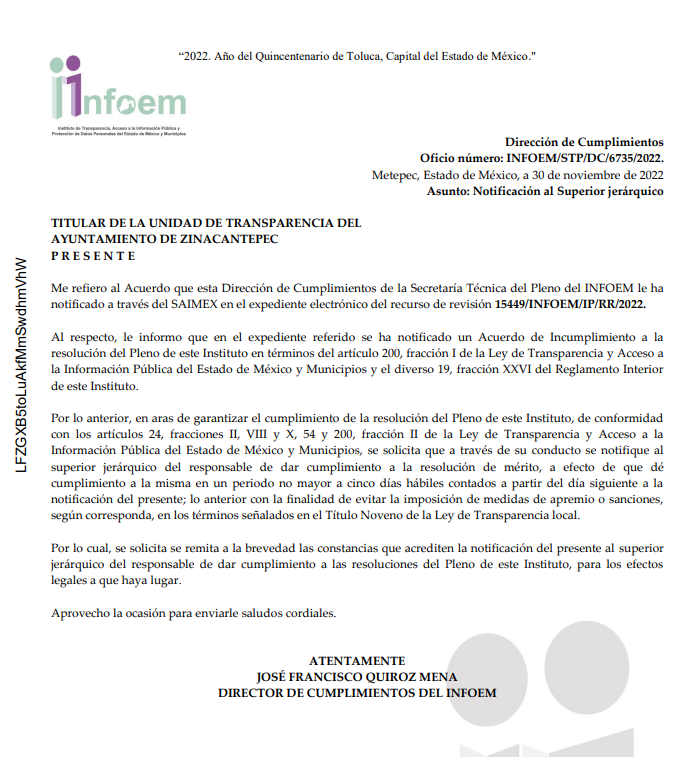 “2022. Año del Quincentenario de Toluca, Capital del Estado de México."
infoem
Instituto de Transparencia, Acceso a la Información Pública y
Protección de Datos Personales del Estado de México y Municipios
Dirección de Cumplimientos
Oficio número: INFOEM/STP/DC/6735/2022.
Metepec, Estado de México, a 30 de noviembre de 2022
Asunto: Notificación al Superior jerárquico
TITULAR DE LA UNIDAD DE TRANSPARENCIA DEL
AYUNTAMIENTO DE ZINACANTEPEC
P R E S E N T E
Me refiero al Acuerdo que esta Dirección de Cumplimientos de la Secretaría Técnica del Pleno del INFOEM le ha
notificado a través del SAIMEX en el expediente electrónico del recurso de revisión 15449/INFOEM/IP/RR/2022.
Al respecto, le informo que en el expediente referido se ha notificado un Acuerdo de Incumplimiento a la
resolución del Pleno de este Instituto en términos del artículo 200, fracción I de la Ley de Transparencia y Acceso a
la Información Pública del Estado de México y Municipios y el diverso 19, fracción XXVI del Reglamento Interior
de este Instituto.
Por lo anterior, en aras de garantizar el cumplimiento de la resolución del Pleno de este Instituto, de conformidad
con los artículos 24, fracciones II, VIII y X, 54 y 200, fracción II de la Ley de Transparencia y Acceso a la
Información Pública del Estado de México y Municipios, se solicita que a través de su conducto se notifique al
superior jerárquico del responsable de dar cumplimiento a la resolución de mérito, a efecto de que dé
cumplimiento a la misma en un periodo no mayor a cinco días hábiles contados a partir del día siguiente a la
notificación del presente; lo anterior con la finalidad de evitar la imposición de medidas de apremio o sanciones,
según corresponda, en los términos señalados en el Título Noveno de la Ley de Transparencia local.
Por lo cual, se solicita se remita a la brevedad las constancias que acrediten la notificación del presente al superior
jerárquico del responsable de dar cumplimiento a las resoluciones del Pleno de este Instituto, para los efectos
legales a que haya lugar.
Aprovecho la ocasión para enviarle saludos cordiales.
ATENTAMENTE
JOSÉ FRANCISCO QUIROZ MENA
DIRECTOR DE CUMPLIMIENTOS DEL INFOEM
LFZGXB5toLuAkfMmSwdhmVhW